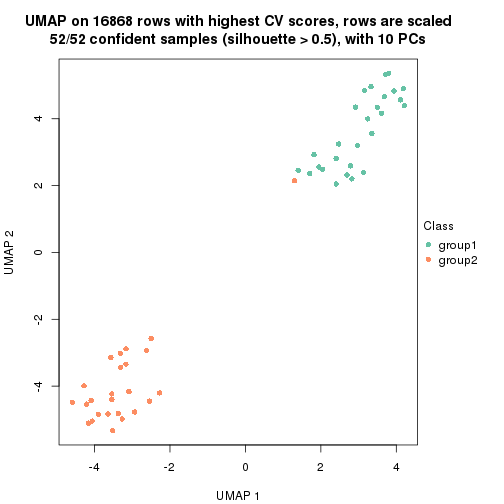 UMAP on 16868 rows with highest CV scores, rows are scaled
52/52 confident samples (silhouette > 0.5), with 10 PCs
4
2
0
-2
-4
UMAP 2
-4
-2
0
2
4
UMAP 1
Class
group1
group2